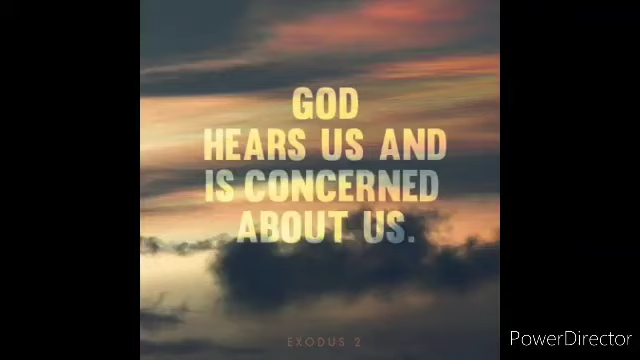 GOD
HEARS US AND
IS CONCERNED
ABOUT US.
EXODUS 2
PowerDirector